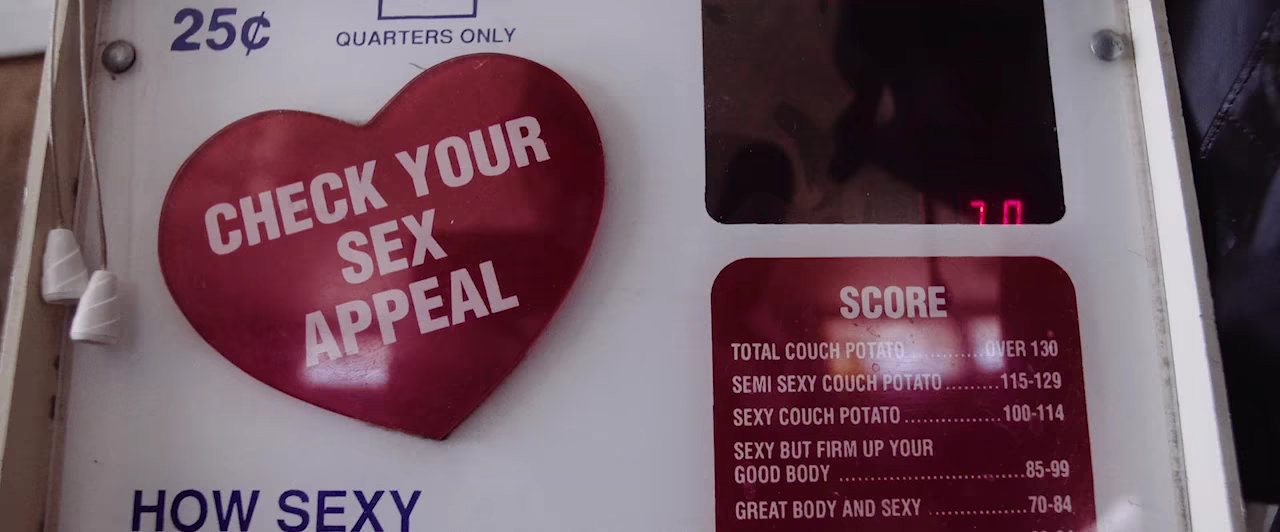 25¢
QUARTERS ONLY
CHECK YOUR
SEX
APPEAL
HOW SEXY
SCORE
TOTAL COUCH POTATO............OVER 130
SEMI SEXY COUCH POTATO.........115-129
SEXY COUCH POTATO................100-114
SEXY BUT FIRM UP YOUR
GOOD BODY..............................85-99
GREAT BODY AND SEXY................70-84